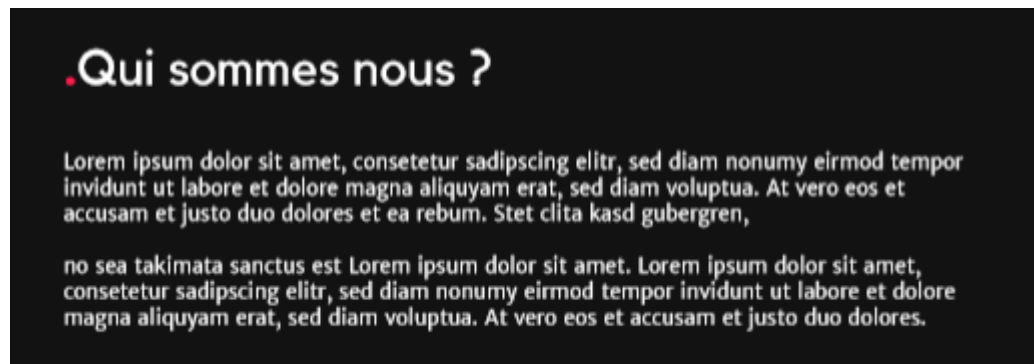 .Qui sommes nous ?
Lorem ipsum dolor sit amet, consetetur sadipscing elitr, sed diam nonumy eirmod tempor
invidunt ut labore et dolore magna aliquyam erat, sed diam voluptua. At vero eos et
accusam et justo duo dolores et ea rebum. Stet clita kasd gubergren,
no sea takimata sanctus est Lorem ipsum dolor sit amet. Lorem ipsum dolor sit amet,
consetetur sadipscing elitr, sed diam nonumy eirmod tempor invidunt ut labore et dolore
magna aliquyam erat, sed diam voluptua. At vero eos et accusam et justo duo dolores.